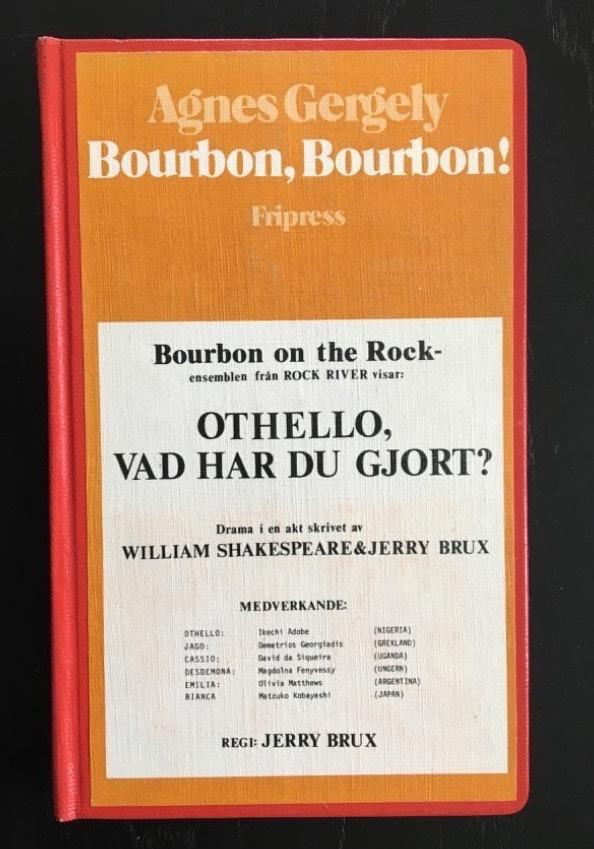 Agnes Gergely
Bourbon, Bourbon!
Fripress
Bourbon on the Rock-
ensemblen från ROCK RIVER visar:
OTHELLO,
VAD HAR DU GJORT?
Drama i en akt skrivet av
WILLIAM SHAKESPEARE & JERRY BRUX
MEDVERKANDE:
OTHELLO: Ikechi Adobe (NIGERIA)
JAGO: Demetrios Georgiadis (GREKLAND)
CASSIO: David da Siqueira (UGANDA)
DESDEMONA: Magdolna Fenyvessy (UNGERN)
EMILIA: Olivia Matthews (ARGENTINA)
BIANCA Matzuko Kobayashi (JAPAN)
REGI: JERRY BRUX